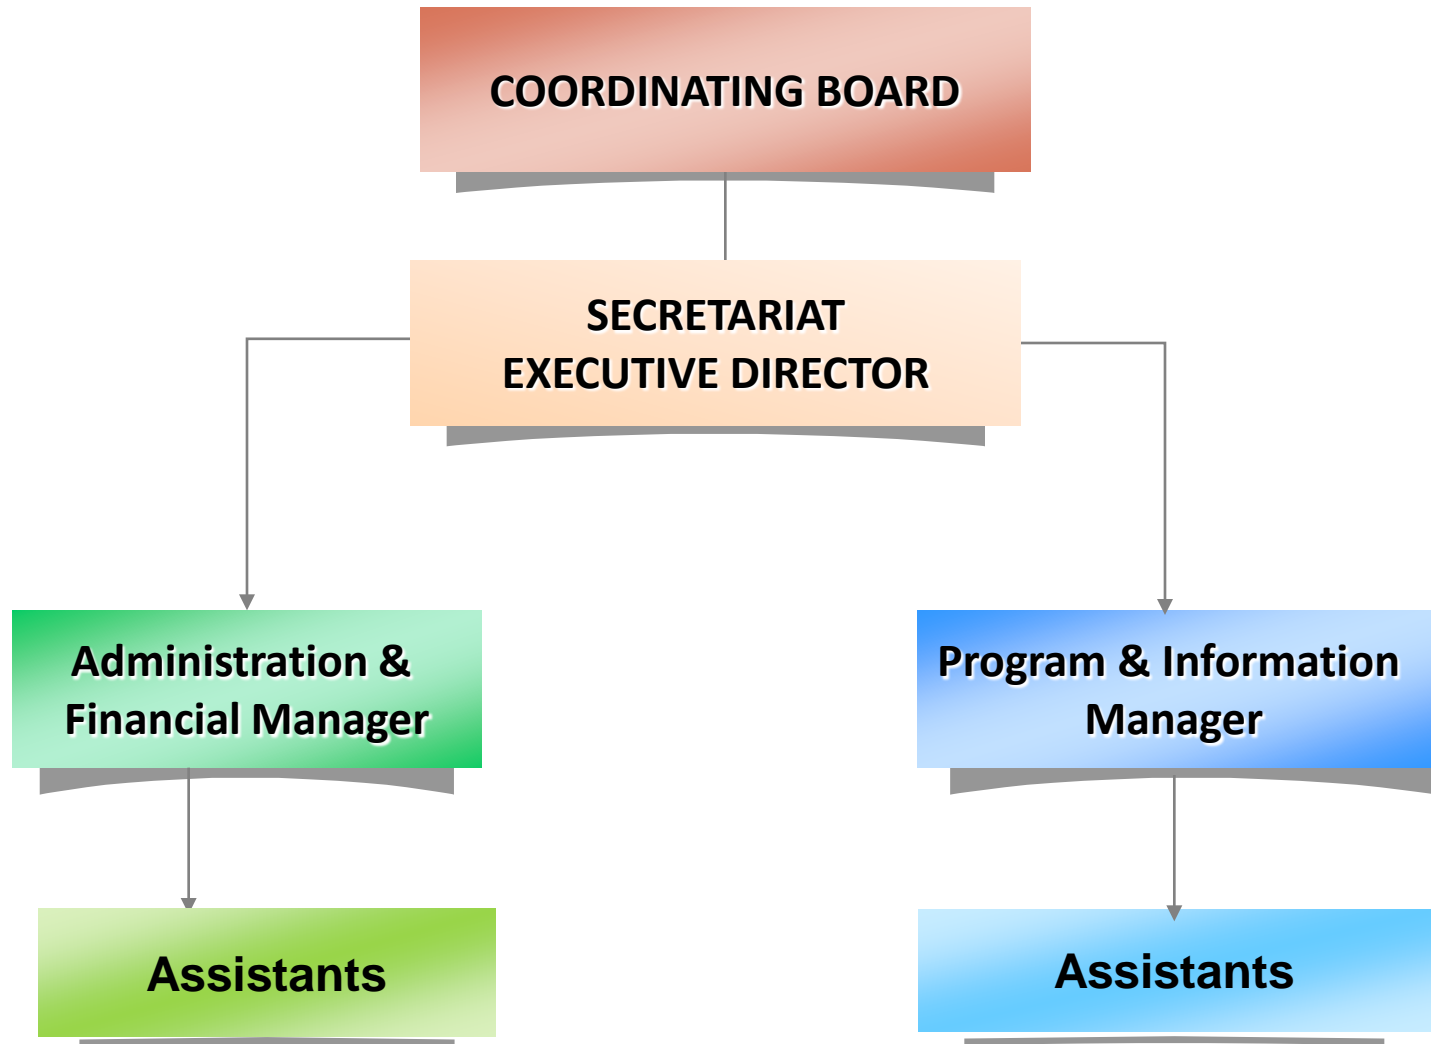 COORDINATING BOARD
SECRETARIAT
EXECUTIVE DIRECTOR
Administration &
Financial Manager
Program & Information
Manager
Assistants
Assistants